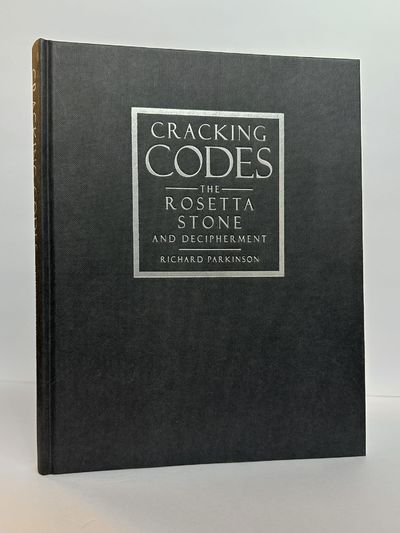 CRACKING
CODES
THE
ROSETTA
STONE
AND DECIPHERMENT
RICHARD PARKINSON